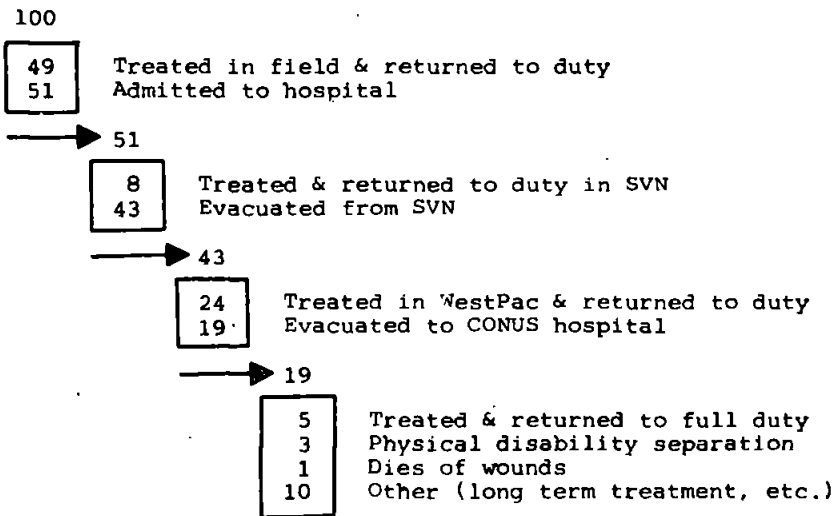 100
49 Treated in field & returned to duty
51 Admitted to hospital
51
8 Treated & returned to duty in SVN
43 Evacuated from SVN
43
24 Treated in WestPac & returned to duty
19 Evacuated to CONUS hospital
19
5 Treated & returned to full duty
3 Physical disability separation
1 Dies of wounds
10 Other (long term treatment, etc.)